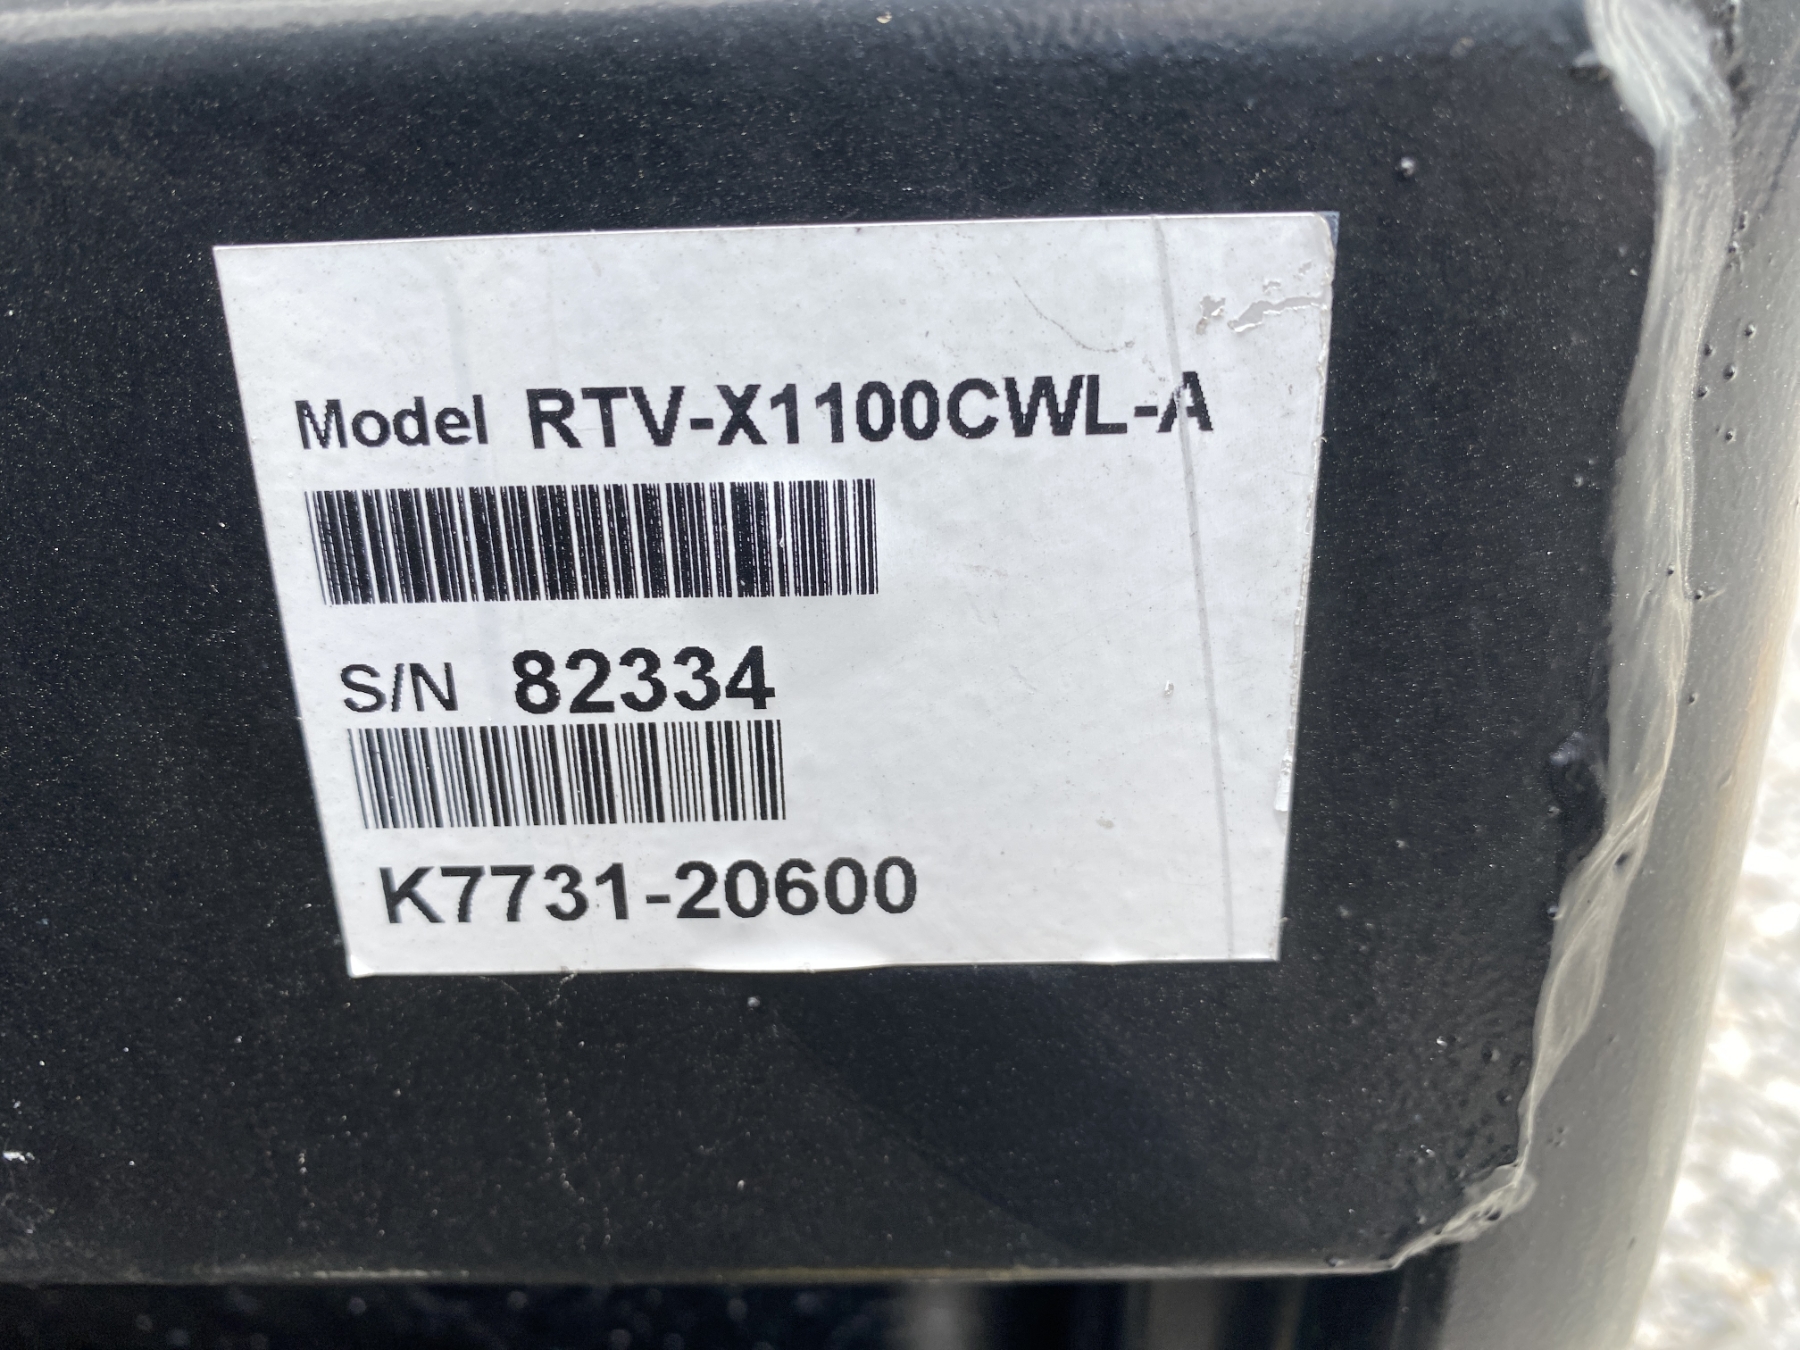 Model RTV-X1100CWL-A
S/N 82334
K7731-20600